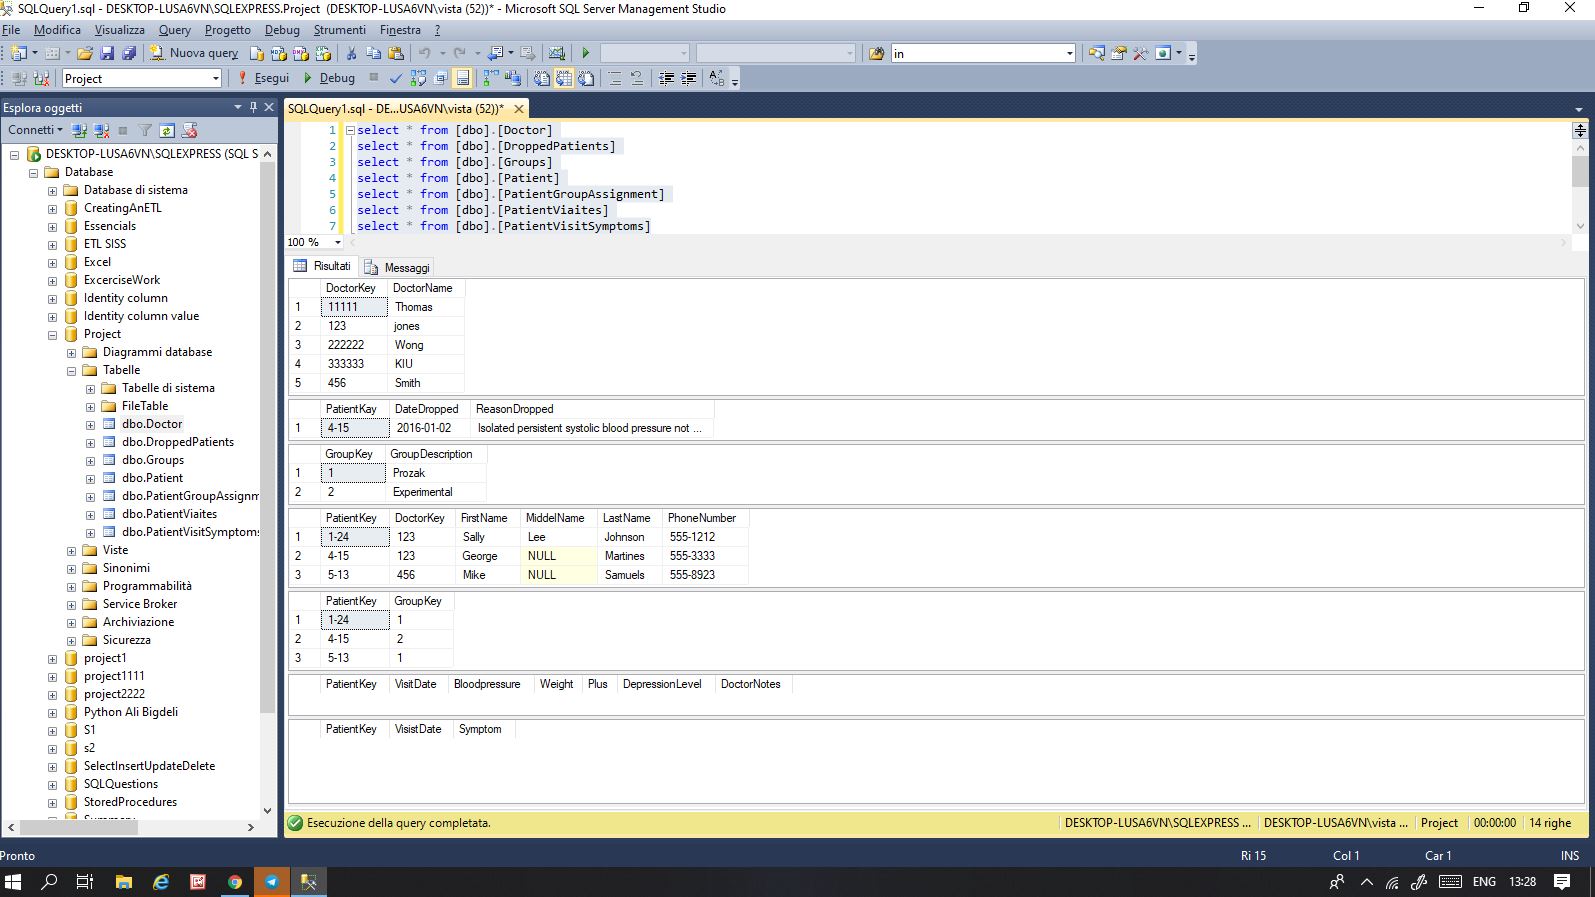 SQLQuery1.sql - DESKTOP-LUSA6VN\SQLEXPRESS.Project (DESKTOP-LUSA6VN\vista (52))* - Microsoft SQL Server Management Studio
File Modifica Visualizza Query Progetto Debug Strumenti Finestra ?
Nuova query in
Project Esegui Debug
Esplora oggetti
Connetti
DESKTOP-LUSA6VN\SQLEXPRESS (SQL S
Database
Database di sistema
CreatingAnETL
Essencials
ETL SISS
Excel
ExcerciseWork
Identity column
Identity column value
Project
Diagrammi database
Tabelle
Tabelle di sistema
FileTable
dbo.Doctor
dbo.DroppedPatients
dbo.Groups
dbo.Patient
dbo.PatientGroupAssignm
dbo.PatientViaites
dbo.PatientVisitSymptoms
Viste
Sinonimi
Programmabilità
Service Broker
Archiviazione
Sicurezza
project1
project1111
project2222
Python Ali Bigdeli
S1
s2
SelectInsertUpdateDelete
SQLQuestions
StoredProcedures
SQLQuery1.sql - DE...USA6VN\vista (52))*
1 select * from [dbo].[Doctor]
2 select * from [dbo].[DroppedPatients]
3 select * from [dbo].[Groups]
4 select * from [dbo].[Patient]
5 select * from [dbo].[PatientGroupAssignment]
6 select * from [dbo].[PatientViaites]
7 select * from [dbo].[PatientVisitSymptoms]
100 %
Risultati Messaggi
DoctorKey DoctorName
1 11111 Thomas
2 123 jones
3 222222 Wong
4 333333 KIU
5 456 Smith
PatientKay DateDropped ReasonDropped
1 4-15 2016-01-02 Isolated persistent systolic blood pressure not ...
GroupKey GroupDescription
1 1 Prozak
2 2 Experimental
PatientKey DoctorKey FirstName MiddelName LastName PhoneNumber
1 1-24 123 Sally Lee Johnson 555-1212
2 4-15 123 George NULL Martines 555-3333
3 5-13 456 Mike NULL Samuels 555-8923
PatientKey GroupKey
1 1-24 1
2 4-15 2
3 5-13 1
PatientKey VisitDate Bloodpressure Weight Plus DepressionLevel DoctorNotes
PatientKey VisistDate Symptom
Esecuzione della query completata. DESKTOP-LUSA6VN\SQLEXPRESS ... DESKTOP-LUSA6VN\vista ... Project 00:00:00 14 righe
Pronto Ri 15 Col 1 Car 1 INS
ENG 13:28